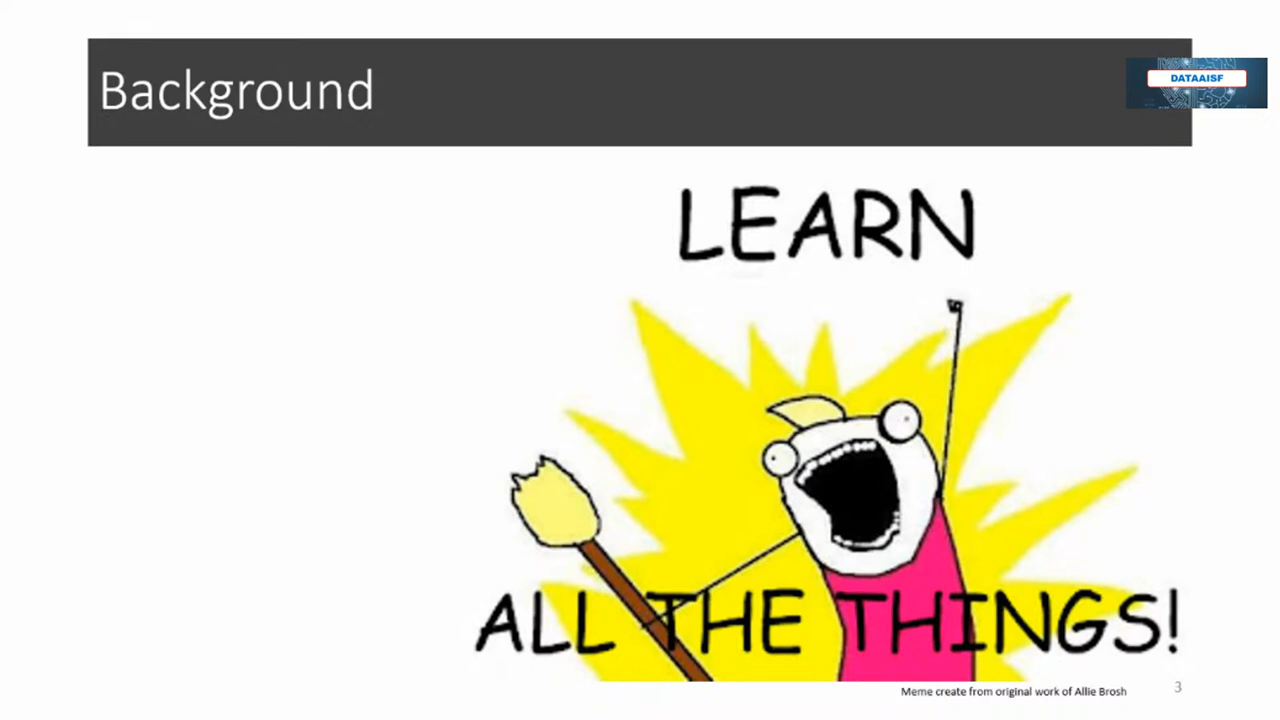 Background
DATAAISF
LEARN
ALL THE THINGS!
Meme create from original work of Allie Brosh
3